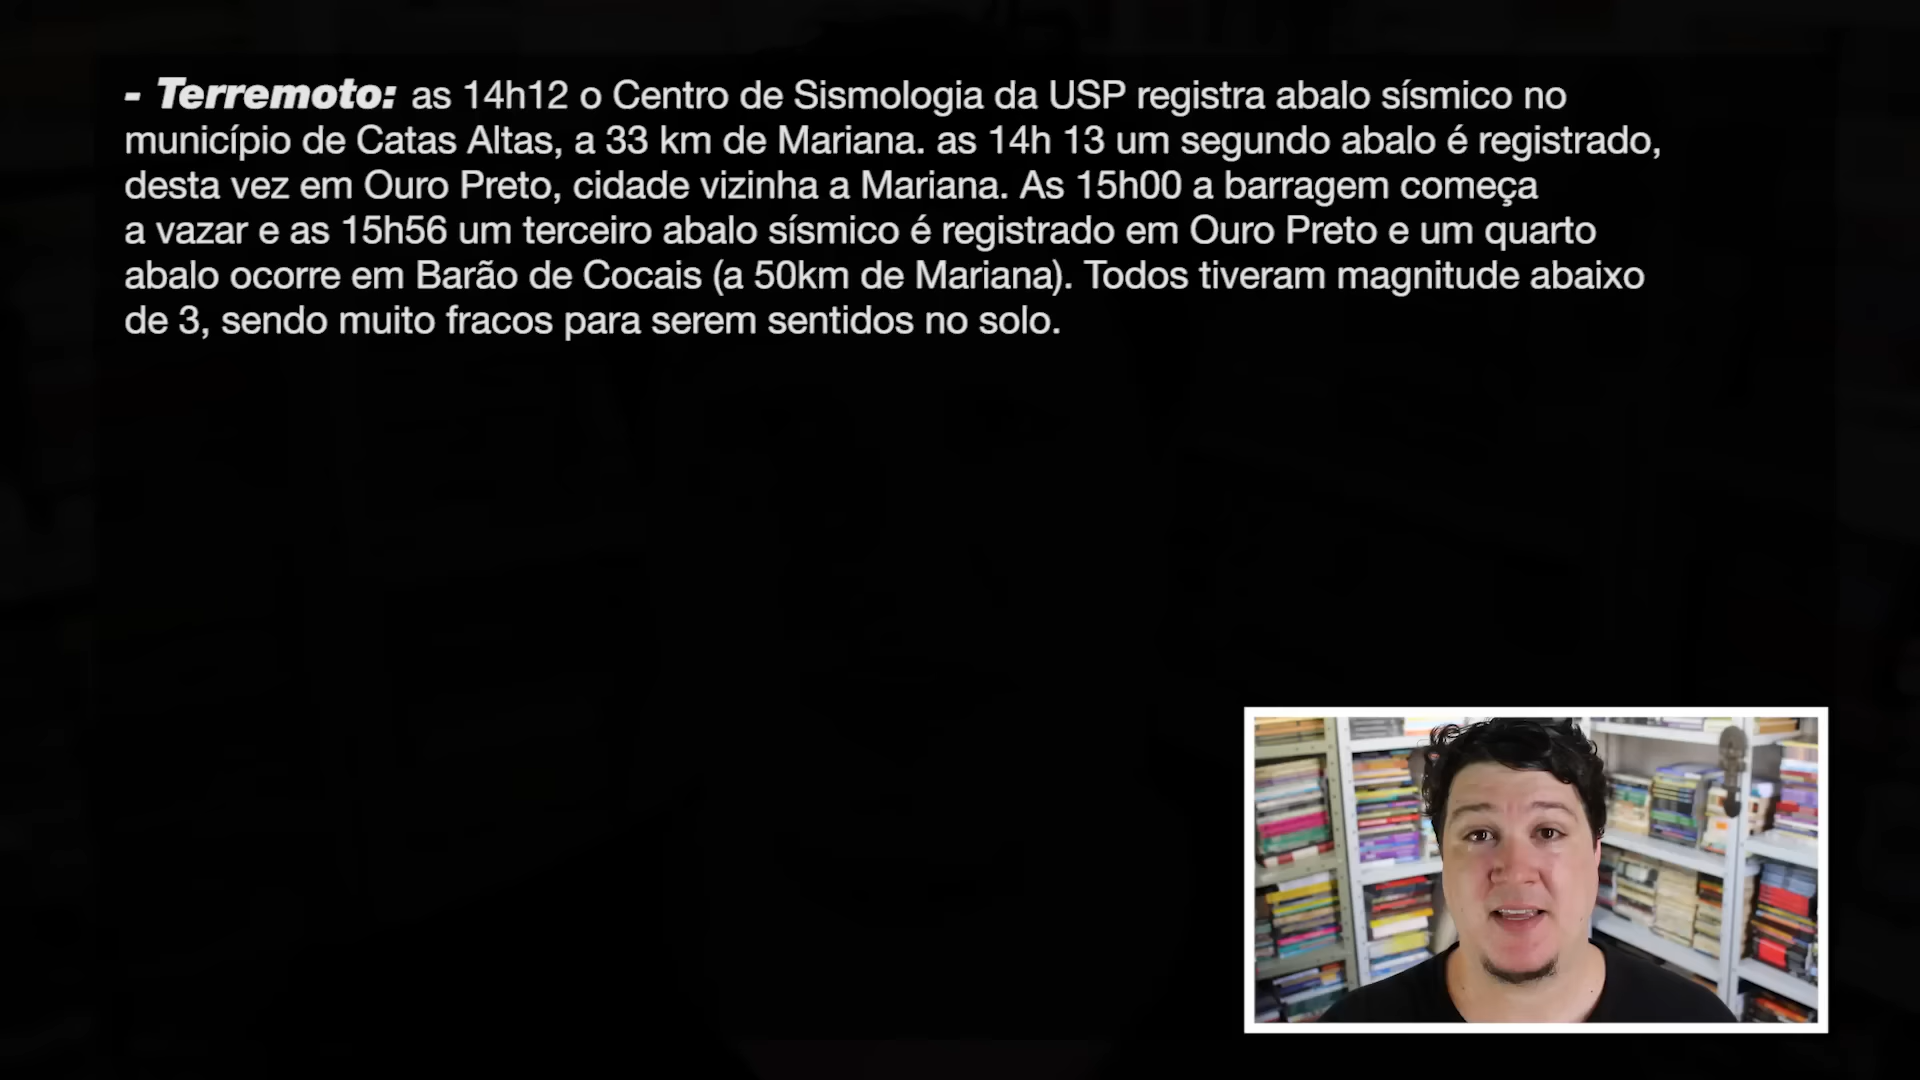 - Terremoto: as 14h12 o Centro de Sismologia da USP registra abalo sísmico no
município de Catas Altas, a 33 km de Mariana. as 14h 13 um segundo abalo é registrado,
desta vez em Ouro Preto, cidade vizinha a Mariana. As 15h00 a barragem começa
a vazar e as 15h56 um terceiro abalo sísmico é registrado em Ouro Preto e um quarto
abalo ocorre em Barão de Cocais (a 50km de Mariana). Todos tiveram magnitude abaixo
de 3, sendo muito fracos para serem sentidos no solo.